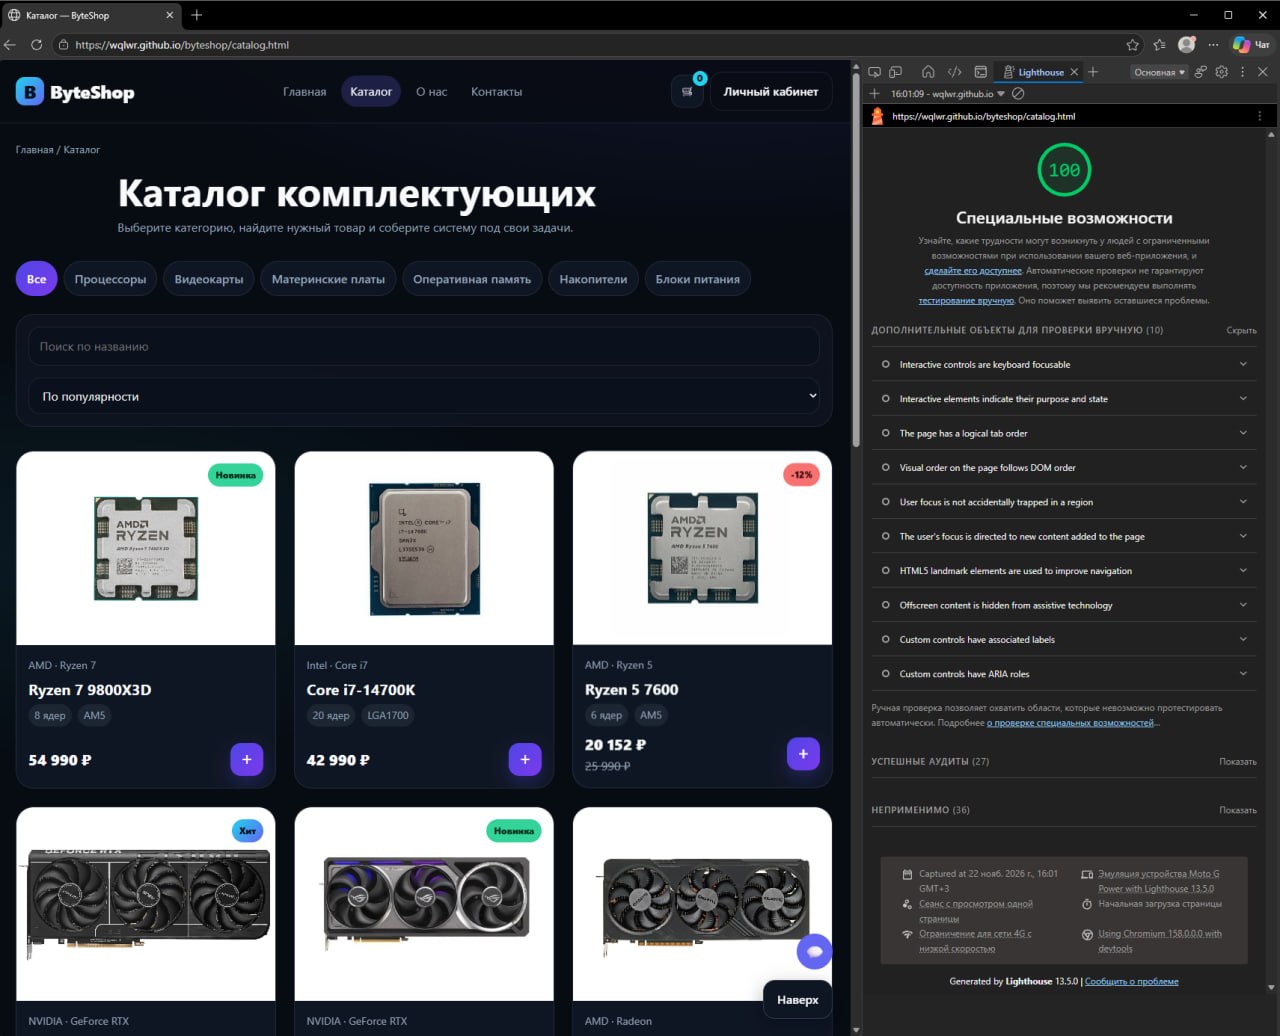 Каталог — ByteShop
https://wqlwr.github.io/byteshop/catalog.html
Чат
B ByteShop
Главная
Каталог
О нас
Контакты
0
Личный кабинет
Главная / Каталог
Каталог комплектующих
Выберите категорию, найдите нужный товар и соберите систему под свои задачи.
Все
Процессоры
Видеокарты
Материнские платы
Оперативная память
Накопители
Блоки питания
Поиск по названию
По популярности
Новинка
AMD
RYZEN
AMD · Ryzen 7
Ryzen 7 9800X3D
8 ядер
AM5
54 990 ₽
+
INTEL CORE i7
i7-14700K
Intel · Core i7
Core i7-14700K
20 ядер
LGA1700
42 990 ₽
+
-12%
AMD
RYZEN
AMD Ryzen 5 7600
AMD · Ryzen 5
Ryzen 5 7600
6 ядер
AM5
20 152 ₽
25 990 ₽
+
Хит
GEFORCE RTX
NVIDIA · GeForce RTX
Новинка
NVIDIA · GeForce RTX
AMD · Radeon
Наверх
Lighthouse
Основная
16:01:09 - wqlwr.github.io
https://wqlwr.github.io/byteshop/catalog.html
100
Специальные возможности
Узнайте, какие трудности могут возникнуть у людей с ограниченными
возможностями при использовании вашего веб-приложения, и
сделайте его доступнее. Автоматические проверки не гарантируют
доступность приложения, поэтому мы рекомендуем выполнять
тестирование вручную. Оно поможет выявить оставшиеся проблемы.
ДОПОЛНИТЕЛЬНЫЕ ОБЪЕКТЫ ДЛЯ ПРОВЕРКИ ВРУЧНУЮ (10)
Скрыть
Interactive controls are keyboard focusable
Interactive elements indicate their purpose and state
The page has a logical tab order
Visual order on the page follows DOM order
User focus is not accidentally trapped in a region
The user's focus is directed to new content added to the page
HTML5 landmark elements are used to improve navigation
Offscreen content is hidden from assistive technology
Custom controls have associated labels
Custom controls have ARIA roles
Ручная проверка позволяет охватить области, которые невозможно протестировать
автоматически. Подробнее о проверке специальных возможностей…
УСПЕШНЫЕ АУДИТЫ (27)
Показать
НЕПРИМЕНИМО (36)
Показать
Captured at 22 нояб. 2026 г., 16:01
GMT+3
Сеанс с просмотром одной
страницы
Ограничение для сети 4G с
низкой скоростью
Эмуляция устройства Moto G
Power with Lighthouse 13.5.0
Начальная загрузка страницы
Using Chromium 158.0.0.0 with
devtools
Generated by Lighthouse 13.5.0 | Сообщить о проблеме